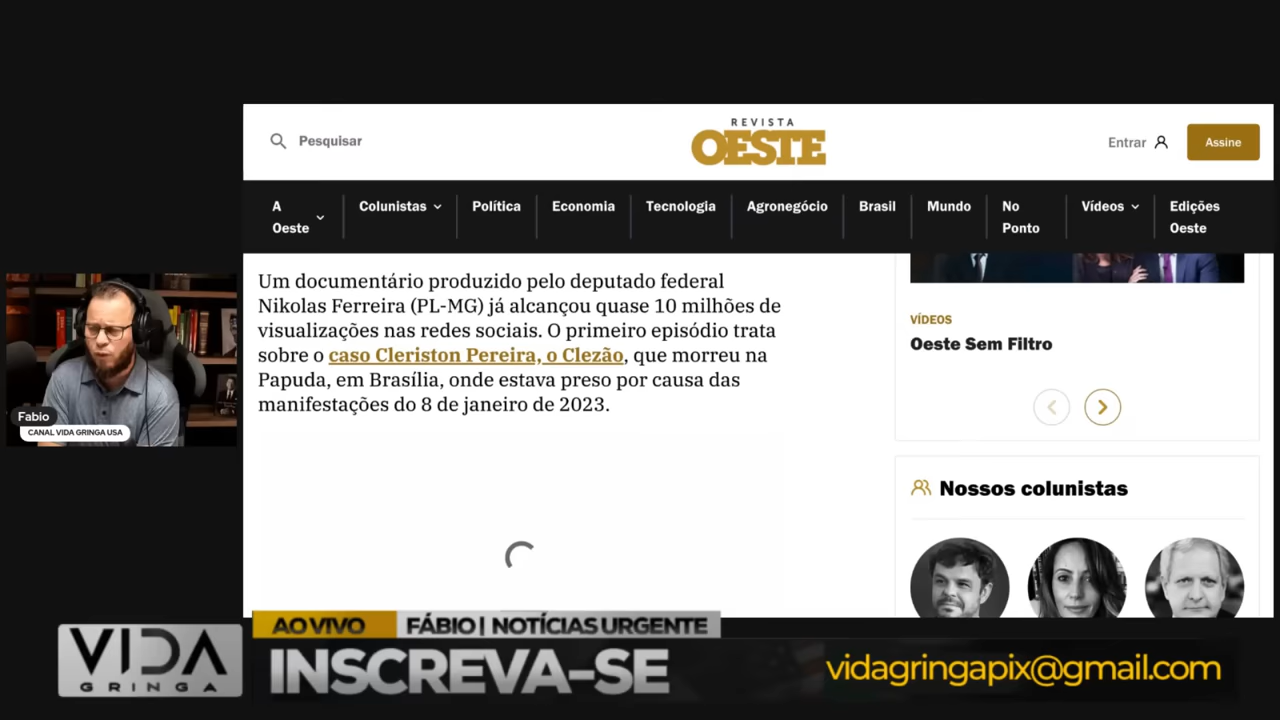 Pesquisar
REVISTA
OESTE
Entrar
Assine
A Oeste
Colunistas
Política
Economia
Tecnologia
Agronegócio
Brasil
Mundo
No Ponto
Vídeos
Edições Oeste
Um documentário produzido pelo deputado federal
Nikolas Ferreira (PL-MG) já alcançou quase 10 milhões de
visualizações nas redes sociais. O primeiro episódio trata
sobre o caso Cleriston Pereira, o Clezão, que morreu na
Papuda, em Brasília, onde estava preso por causa das
manifestações do 8 de janeiro de 2023.
VÍDEOS
Oeste Sem Filtro
Nossos colunistas
Fabio
CANAL VIDA GRINGA USA
AO VIVO
FÁBIO | NOTÍCIAS URGENTE
VIDA
GRINGA
INSCREVA-SE
vidagringapix@gmail.com